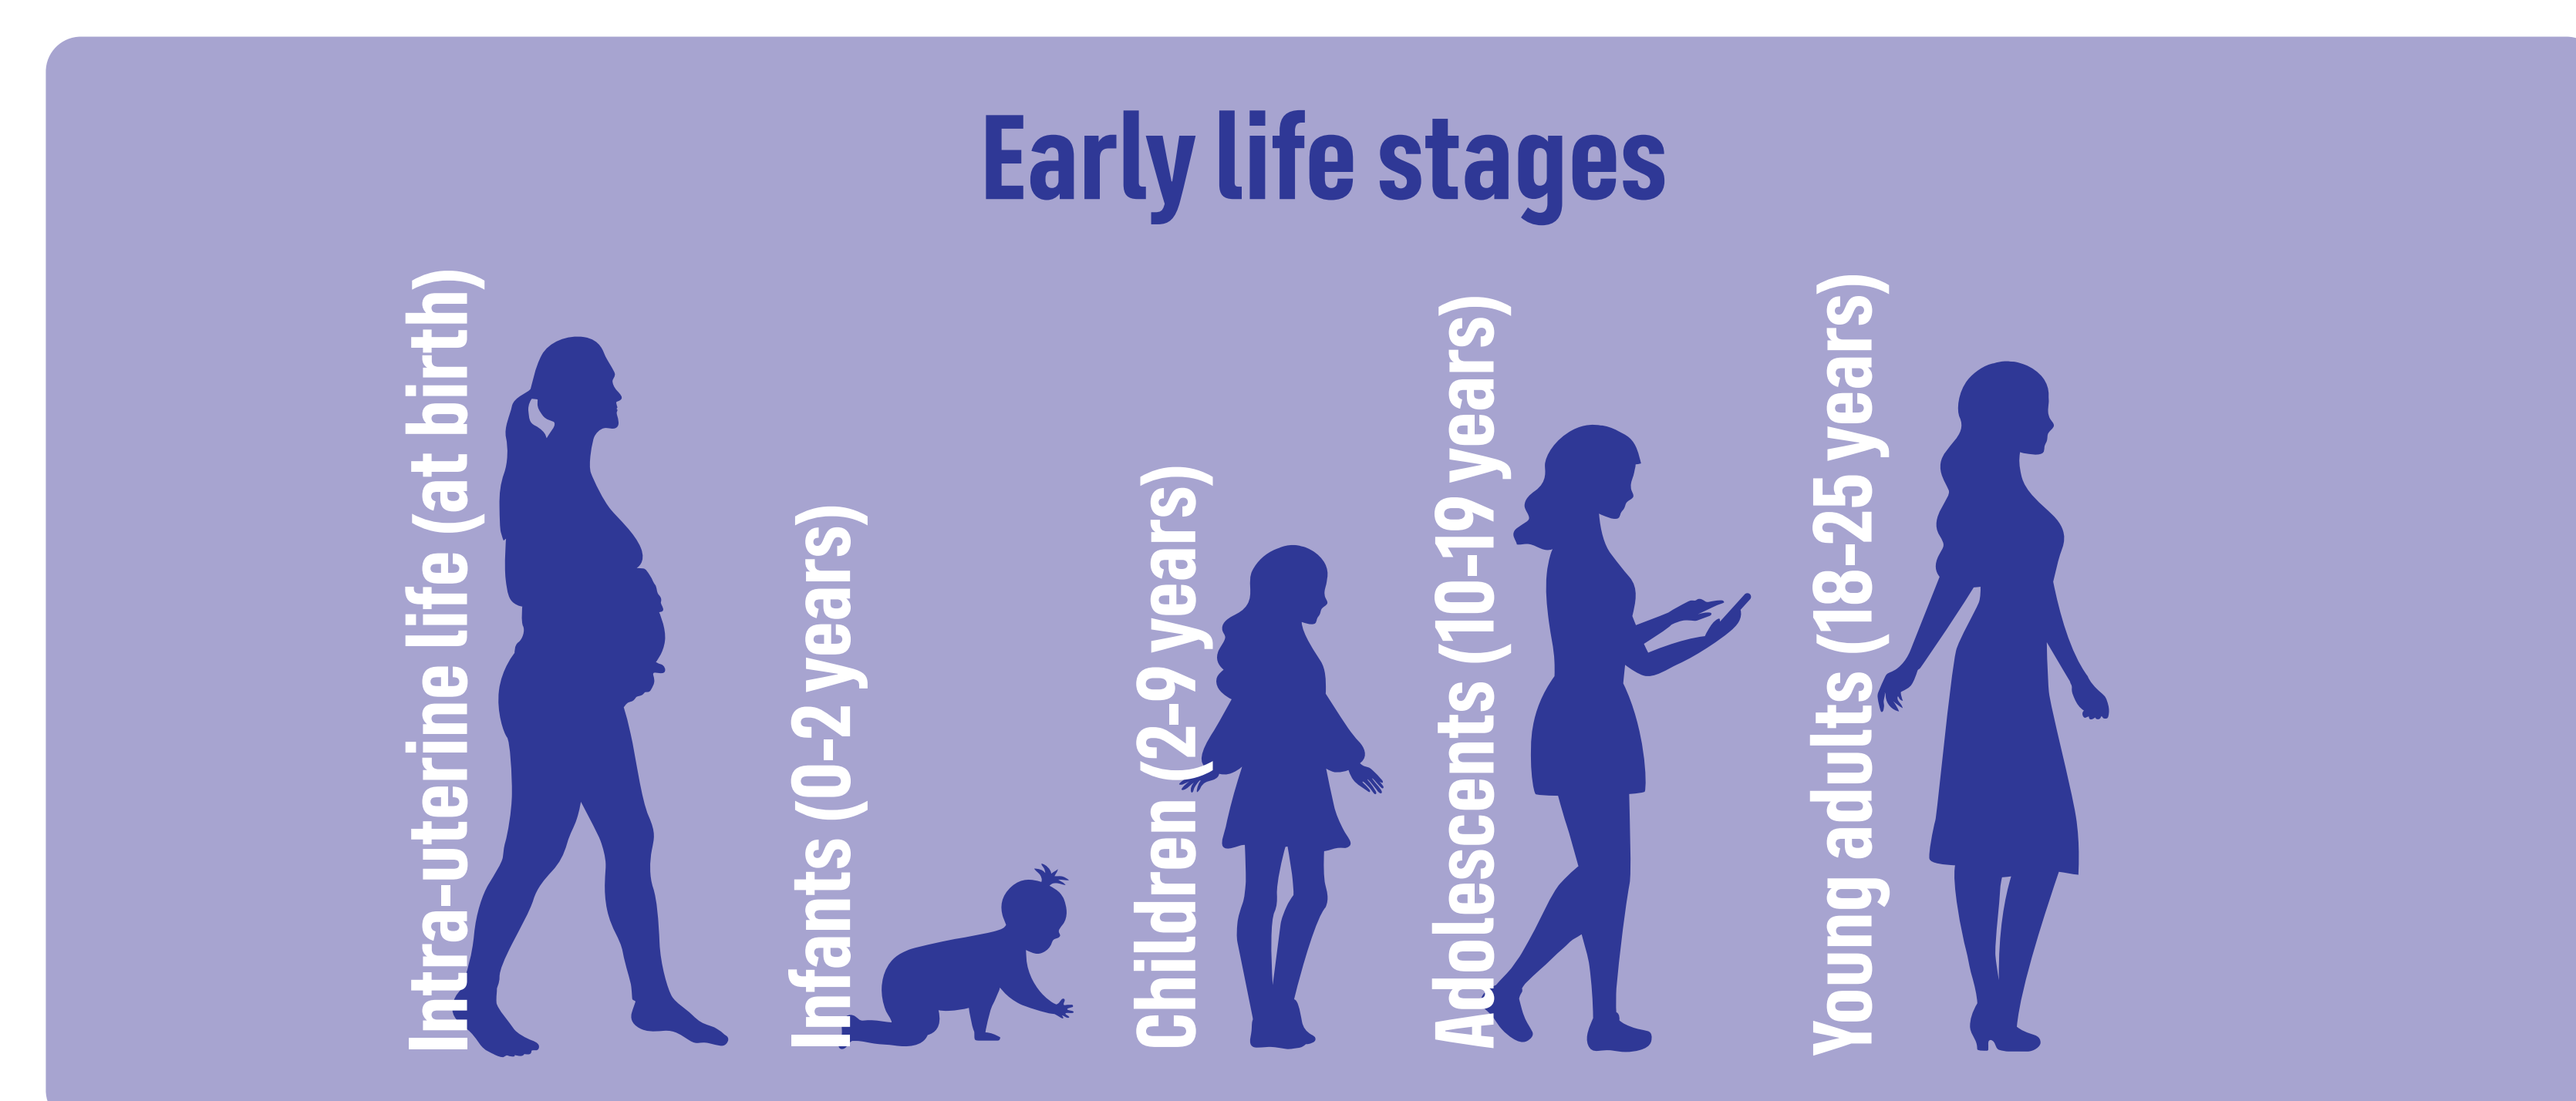 Early life stages
Intra-uterine life (at birth)
Infants (0-2 years)
Children (2-9 years)
Adolescents (10-19 years)
Young adults (18-25 years)